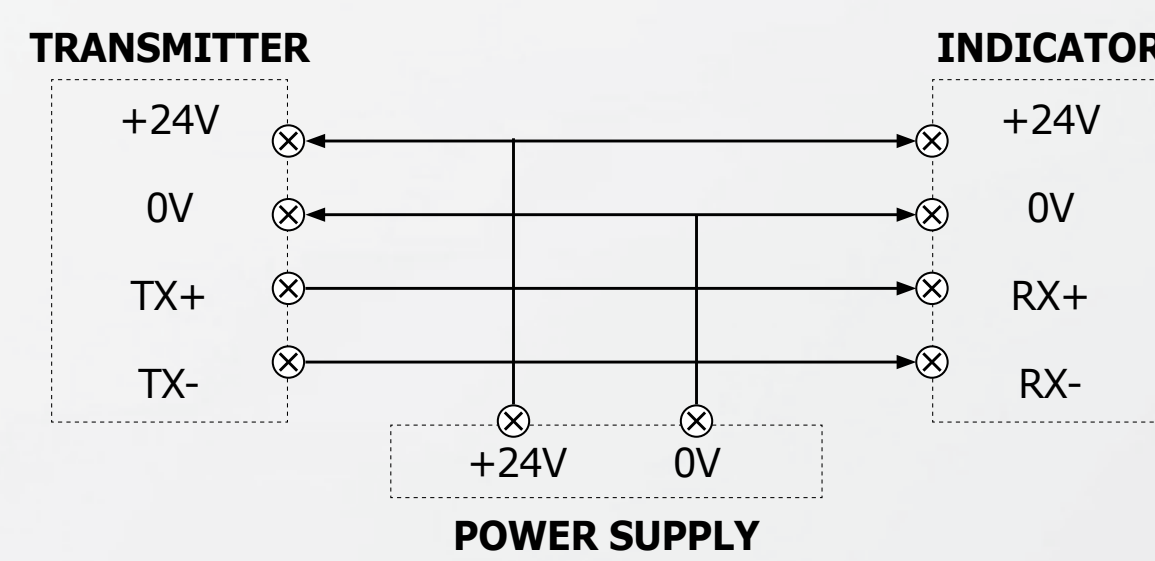 TRANSMITTER
INDICATOR
+24V
+24V
0V
0V
TX+
RX+
TX-
RX-
+24V
0V
POWER SUPPLY